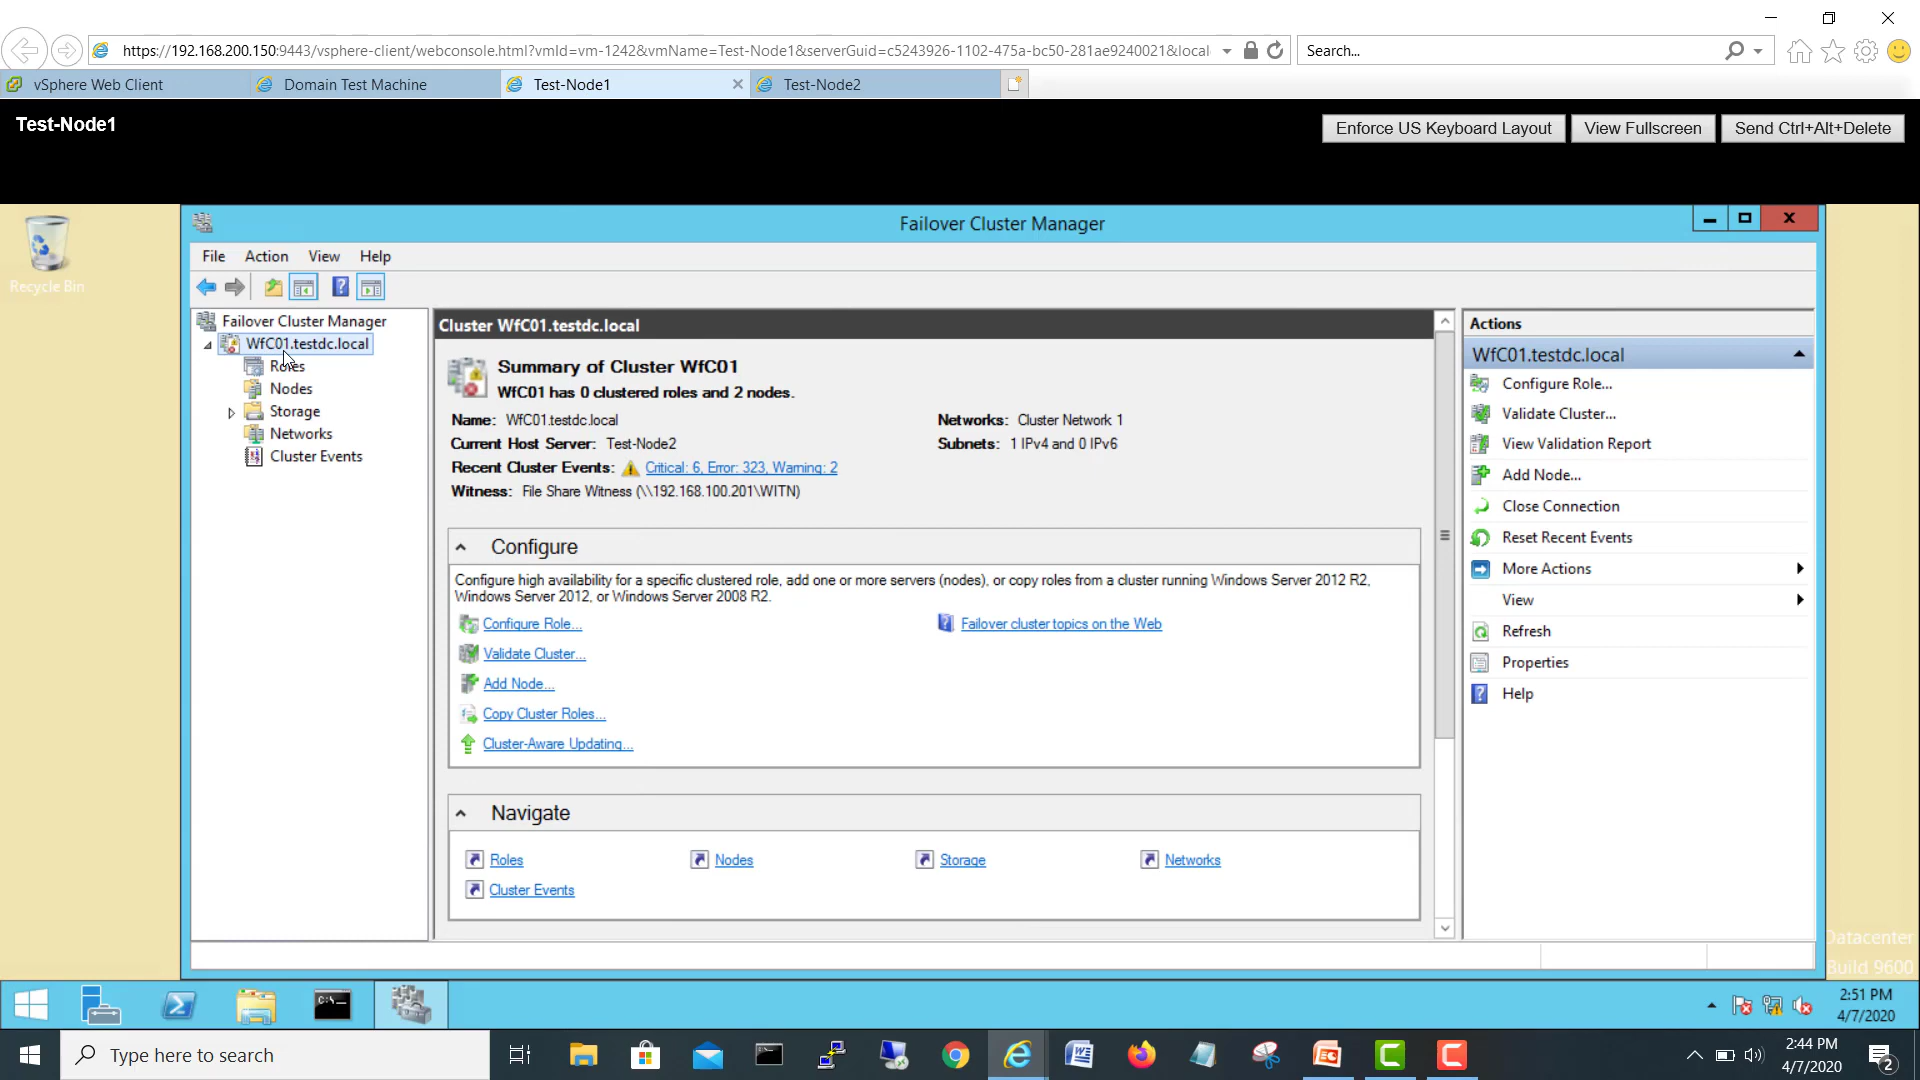 https://192.168.200.150:9443/vsphere-client/webconsole.html?vmId=vm-1242&vmName=Test-Node1&serverGuid=c5243926-1102-475a-bc50-281ae9240021&local
Search...
vSphere Web Client
Domain Test Machine
Test-Node1
Test-Node2
Test-Node1
Enforce US Keyboard Layout
View Fullscreen
Send Ctrl+Alt+Delete
Recycle Bin
Failover Cluster Manager
File Action View Help
Failover Cluster Manager
WfC01.testdc.local
Roles
Nodes
Storage
Networks
Cluster Events
Cluster WfC01.testdc.local
Summary of Cluster WfC01
WfC01 has 0 clustered roles and 2 nodes.
Name: WfC01.testdc.local
Networks: Cluster Network 1
Current Host Server: Test-Node2
Subnets: 1 IPv4 and 0 IPv6
Recent Cluster Events: Critical: 6, Error: 323, Warning: 2
Witness: File Share Witness (\\192.168.100.201\WITN)
Configure
Configure high availability for a specific clustered role, add one or more servers (nodes), or copy roles from a cluster running Windows Server 2012 R2,
Windows Server 2012, or Windows Server 2008 R2.
Configure Role...
Failover cluster topics on the Web
Validate Cluster...
Add Node...
Copy Cluster Roles...
Cluster-Aware Updating...
Navigate
Roles
Nodes
Storage
Networks
Cluster Events
Actions
WfC01.testdc.local
Configure Role...
Validate Cluster...
View Validation Report
Add Node...
Close Connection
Reset Recent Events
More Actions
View
Refresh
Properties
Help
Datacenter
Build 9600
C:\_
2:51 PM
4/7/2020
Type here to search
2:44 PM
4/7/2020
2